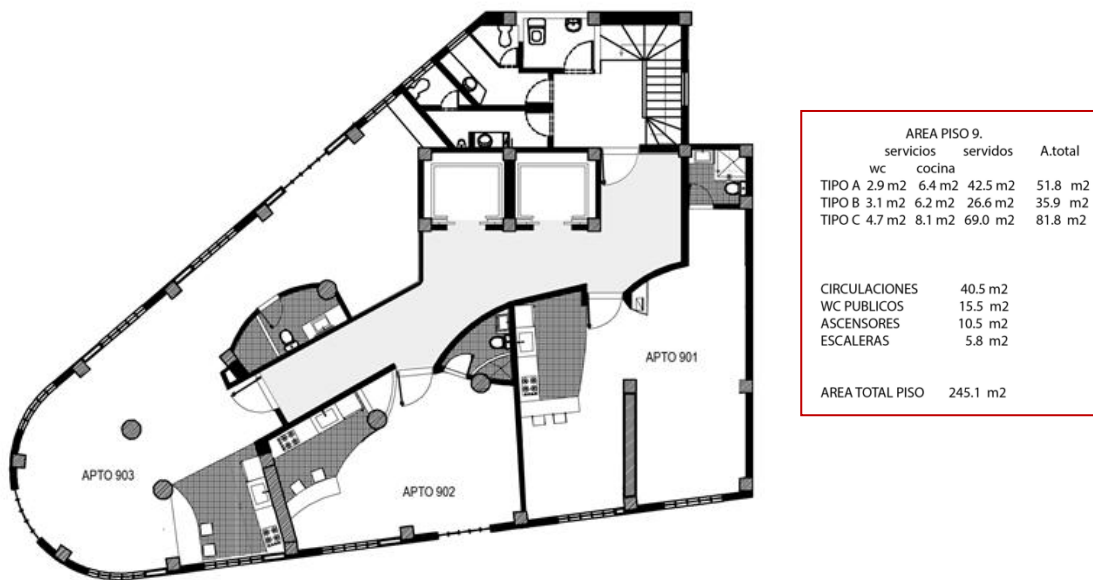 APTO 901
APTO 903
APTO 902
AREA PISO 9.
servicios servidos A.total
wc cocina
TIPO A 2.9 m2 6.4 m2 42.5 m2 51.8 m2
TIPO B 3.1 m2 6.2 m2 26.6 m2 35.9 m2
TIPO C 4.7 m2 8.1 m2 69.0 m2 81.8 m2
CIRCULACIONES 40.5 m2
WC PUBLICOS 15.5 m2
ASCENSORES 10.5 m2
ESCALERAS 5.8 m2
AREA TOTAL PISO 245.1 m2